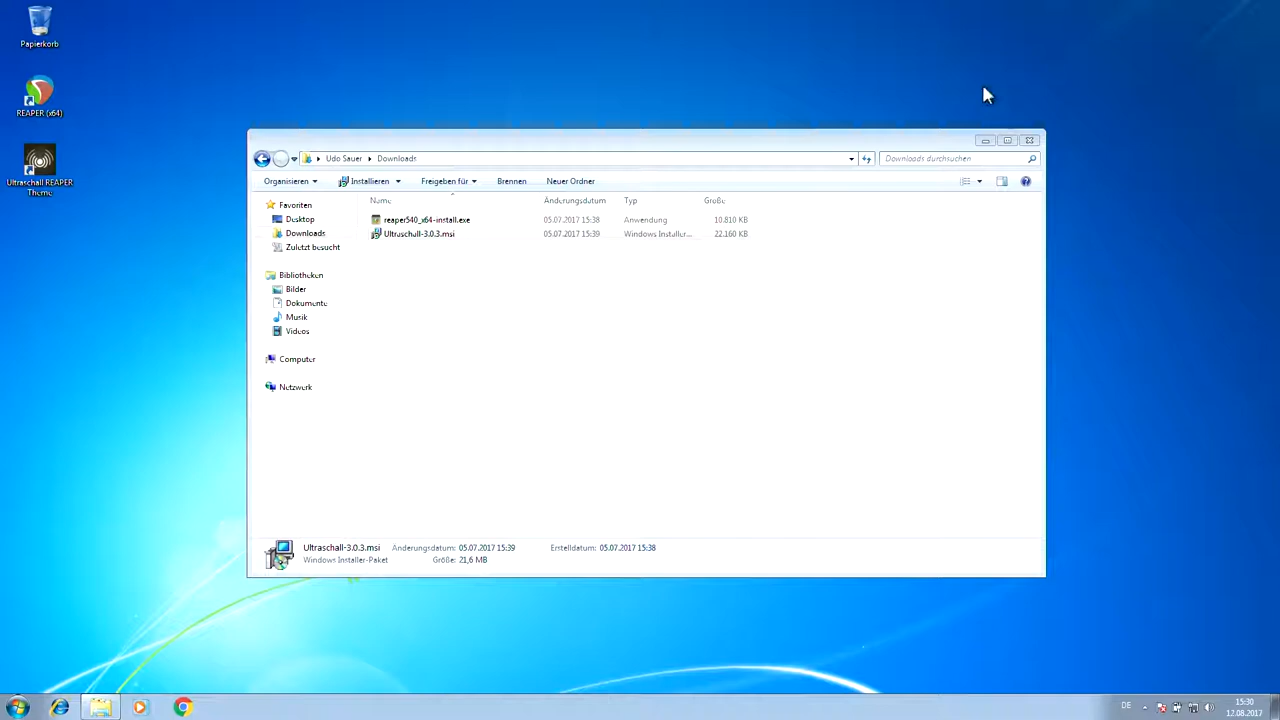 Papierkorb
REAPER (x64)
Ultraschall REAPER
Theme
Udo Sauer
Downloads
Downloads durchsuchen
Organisieren
Installieren
Freigeben für
Brennen
Neuer Ordner
Name
Änderungsdatum
Typ
Größe
Favoriten
Desktop
Downloads
Zuletzt besucht
Bibliotheken
Bilder
Dokumente
Musik
Videos
Computer
Netzwerk
reaper540_x64-install.exe 05.07.2017 15:38 Anwendung 10.810 KB
Ultraschall-3.0.3.msi 05.07.2017 15:39 Windows Installer... 22.160 KB
Ultraschall-3.0.3.msi Änderungsdatum: 05.07.2017 15:39 Erstelldatum: 05.07.2017 15:38
Windows Installer-Paket Größe: 21,6 MB
DE
15:30
12.08.2017